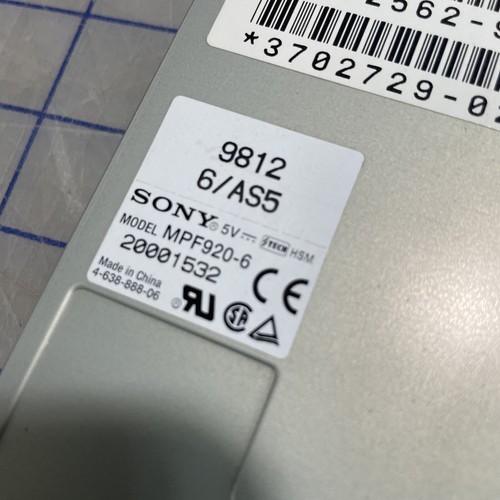 2562-
*3702729-02
9812
6/AS5
SONY® 5V⎓ STECH HSM
MODEL MPF920-6
20001532
Made in China
4-638-888-06
CE